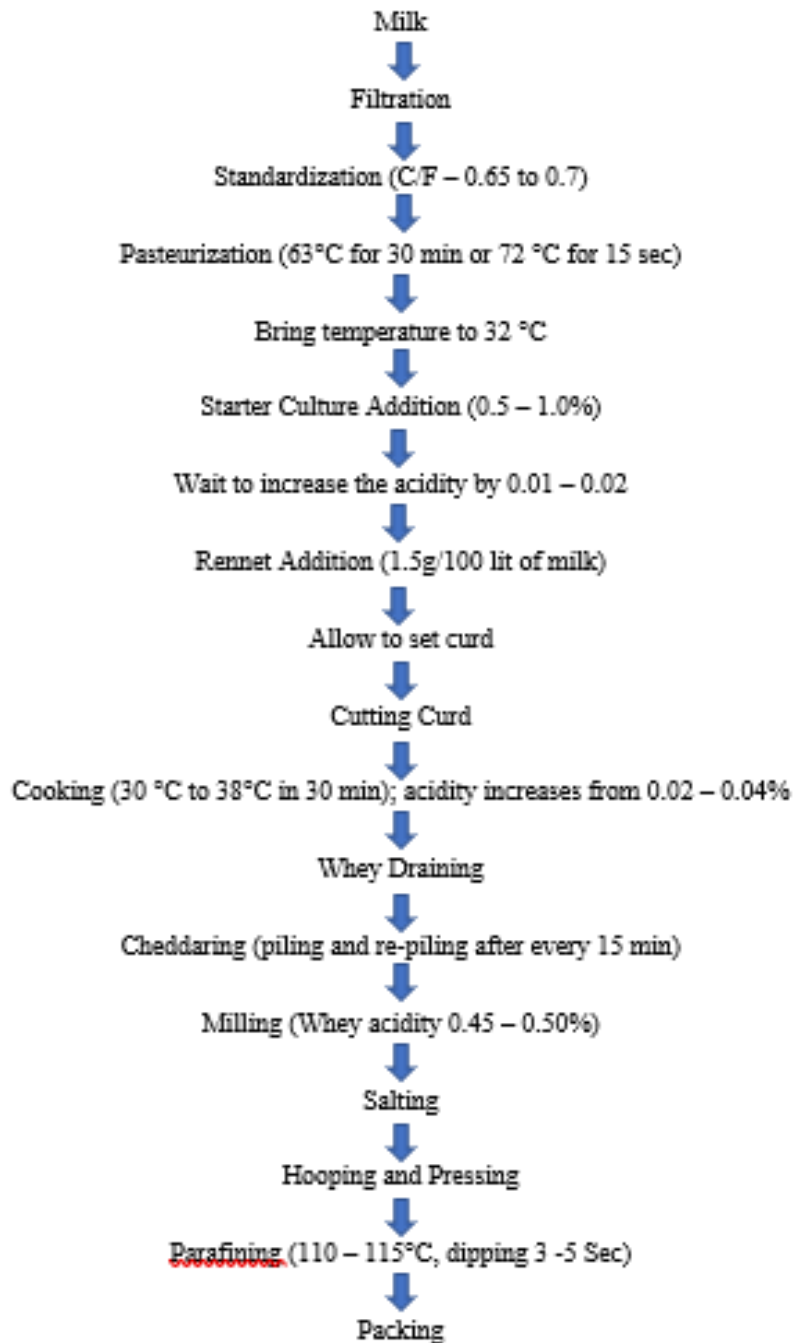 Milk
Filtration
Standardization (C/F – 0.65 to 0.7)
Pasteurization (63°C for 30 min or 72 °C for 15 sec)
Bring temperature to 32 °C
Starter Culture Addition (0.5 – 1.0%)
Wait to increase the acidity by 0.01 – 0.02
Rennet Addition (1.5g/100 lit of milk)
Allow to set curd
Cutting Curd
Cooking (30 °C to 38°C in 30 min); acidity increases from 0.02 – 0.04%
Whey Draining
Cheddaring (piling and re-piling after every 15 min)
Milling (Whey acidity 0.45 – 0.50%)
Salting
Hooping and Pressing
Parafining (110 – 115°C, dipping 3 -5 Sec)
Packing